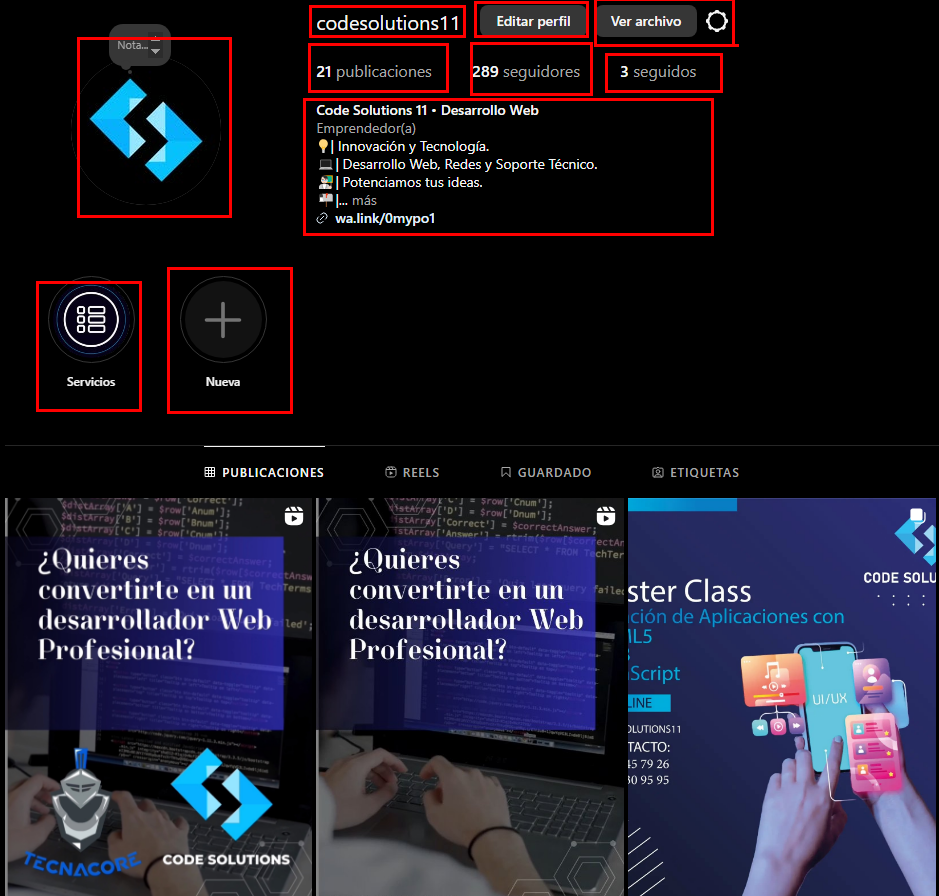 codesolutions11
Editar perfil
Ver archivo
Nota...
21 publicaciones
289 seguidores
3 seguidos
Code Solutions 11 • Desarrollo Web
Emprendedor(a)
💡| Innovación y Tecnología.
💻| Desarrollo Web, Redes y Soporte Técnico.
👨🏻‍🚀| Potenciamos tus ideas.
📬|... más
wa.link/0mypo1
Servicios
Nueva
PUBLICACIONES
REELS
GUARDADO
ETIQUETAS
¿Quieres
convertirte en un
desarrollador Web
Profesional?
TECNACORE
CODE SOLUTIONS
¿Quieres
convertirte en un
desarrollador Web
Profesional?
CODE SOLU
ster Class
ción de Aplicaciones con
ML5
aScript
LINE
UI/UX
OLUTIONS11
TACTO:
45 79 26
80 95 95